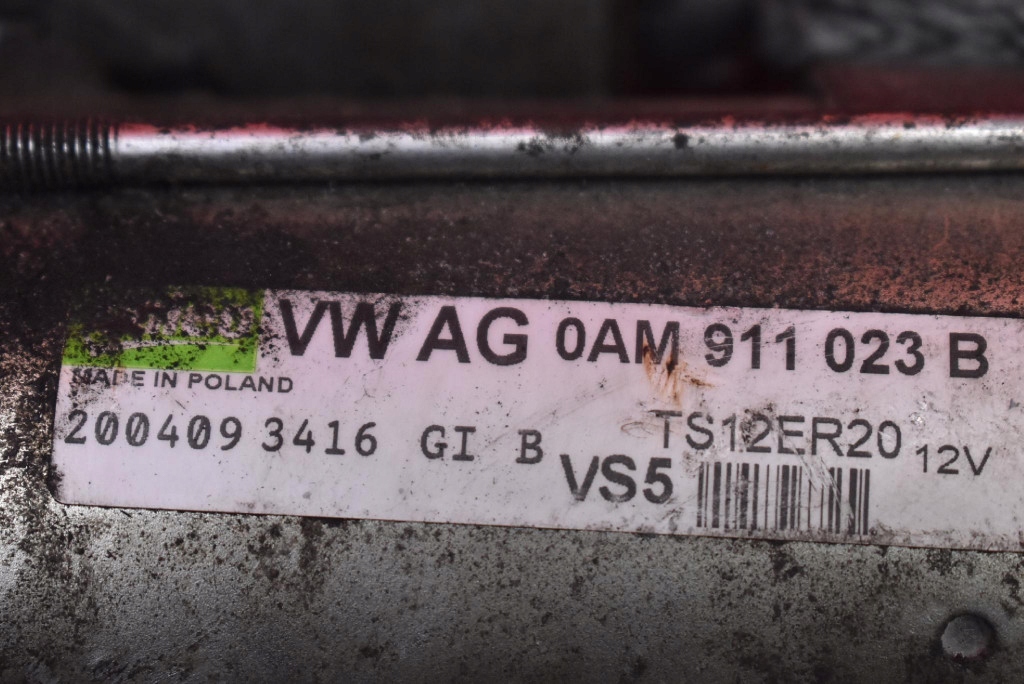 VW AG 0AM 911 023 B
MADE IN POLAND
200409 3416 GI B
TS12ER20 12V
VS5